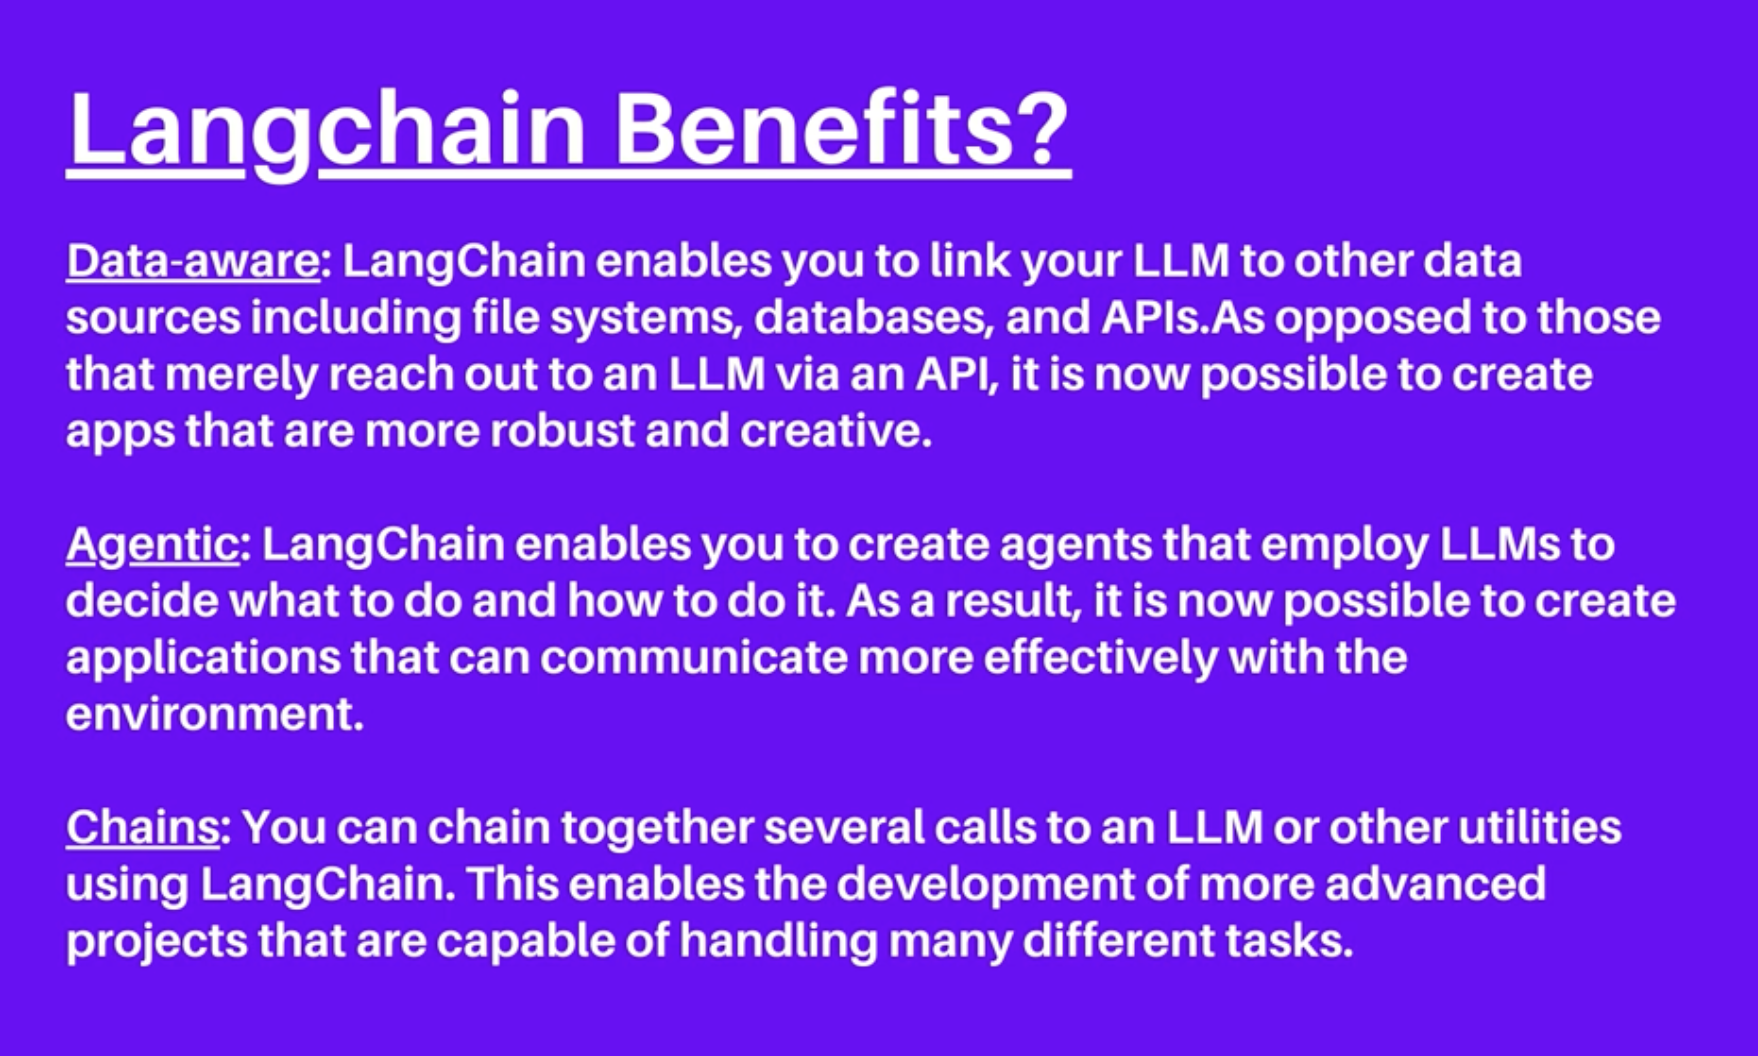 Langchain Benefits?
Data-aware: LangChain enables you to link your LLM to other data
sources including file systems, databases, and APIs.As opposed to those
that merely reach out to an LLM via an API, it is now possible to create
apps that are more robust and creative.
Agentic: LangChain enables you to create agents that employ LLMs to
decide what to do and how to do it. As a result, it is now possible to create
applications that can communicate more effectively with the
environment.
Chains: You can chain together several calls to an LLM or other utilities
using LangChain. This enables the development of more advanced
projects that are capable of handling many different tasks.